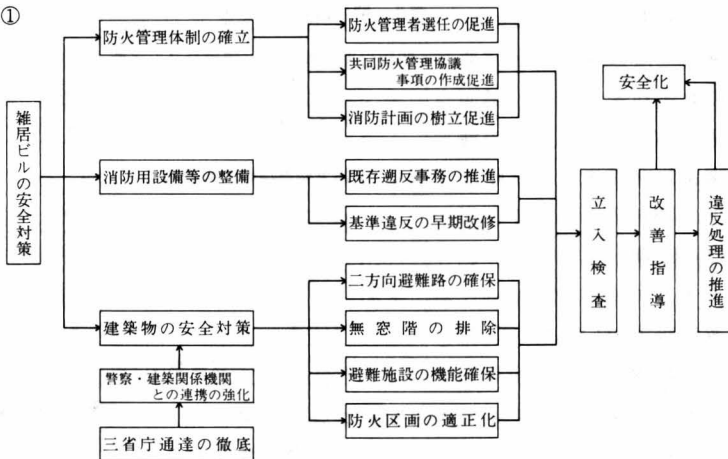 ①
雑居ビルの安全対策
防火管理体制の確立
消防用設備等の整備
建築物の安全対策
警察・建築関係機関
との連携の強化
三省庁通達の徹底
防火管理者選任の促進
共同防火管理協議
事項の作成促進
消防計画の樹立促進
既存遡反事務の推進
基準違反の早期改修
二方向避難路の確保
無窓階の排除
避難施設の機能確保
防火区画の適正化
立入検査
改善指導
違反処理の推進
安全化